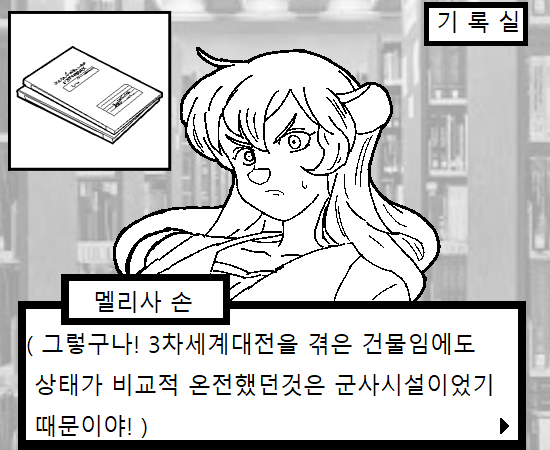 기록실
멜리사 손
( 그렇구나! 3차세계대전을 겪은 건물임에도
상태가 비교적 온전했던것은 군사시설이었기
때문이야! )